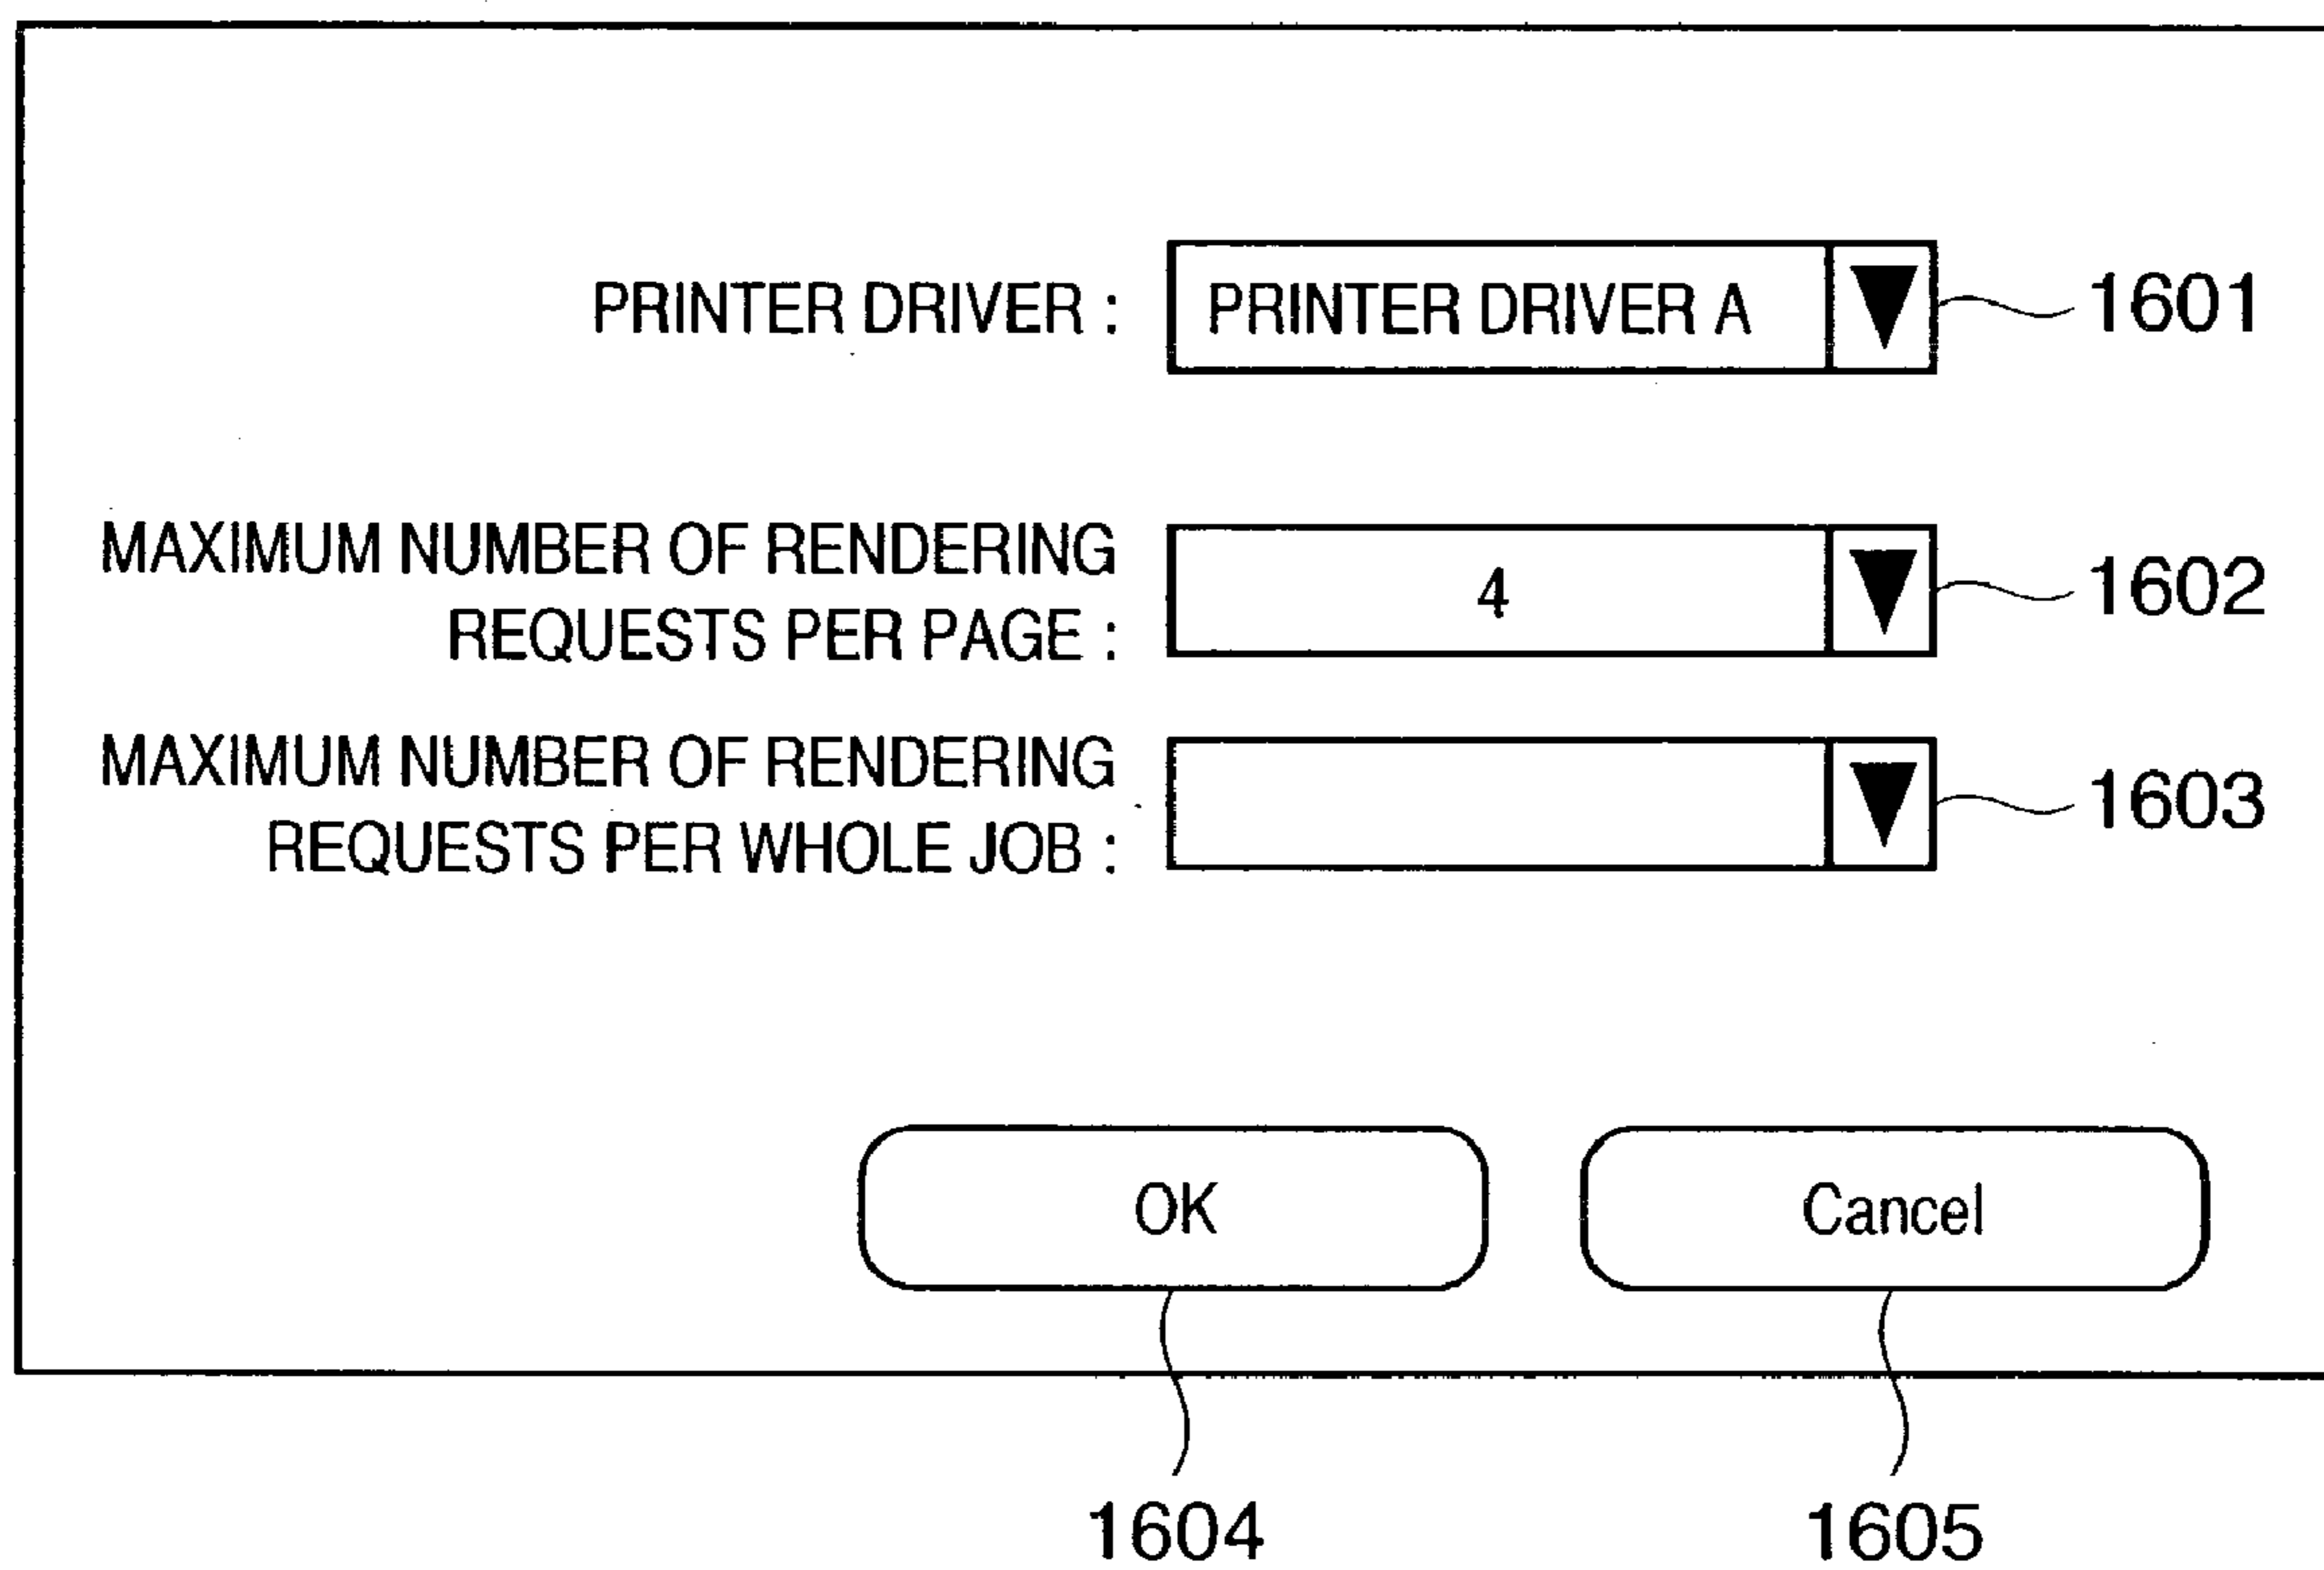 PRINTER DRIVER : PRINTER DRIVER A 1601
MAXIMUM NUMBER OF RENDERING
REQUESTS PER PAGE : 4 1602
MAXIMUM NUMBER OF RENDERING
REQUESTS PER WHOLE JOB : 1603
OK Cancel
1604 1605